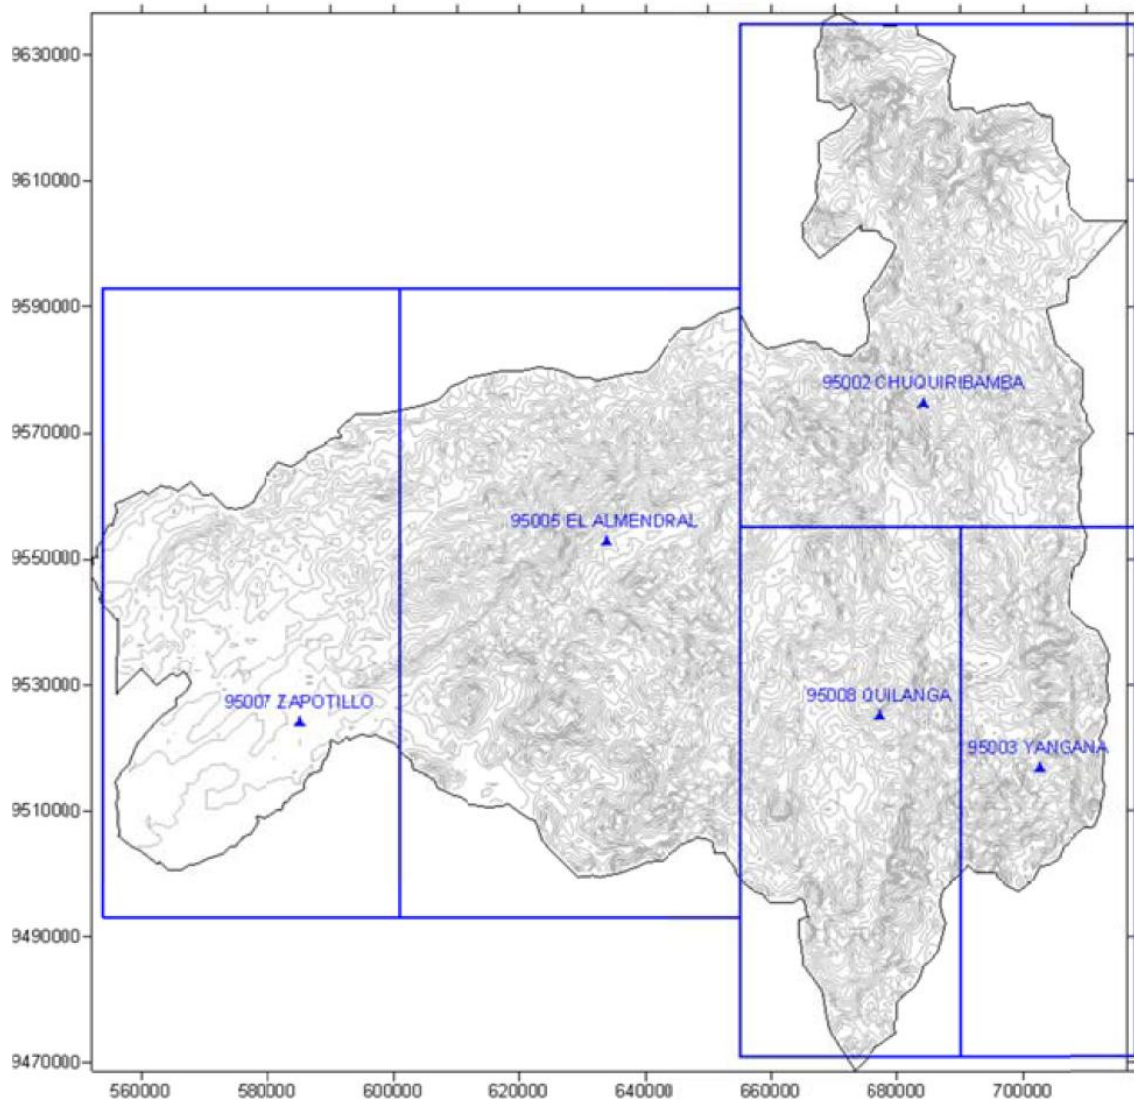 9630000
9610000
9590000
95002 CHUQUIRIBAMBA
9570000
95005 EL ALMENDRAL
9550000
9530000
95007 ZAPOTILLO
95008 QUILANGA
95003 YANGANA
9510000
9490000
9470000
560000 580000 600000 620000 640000 660000 680000 700000